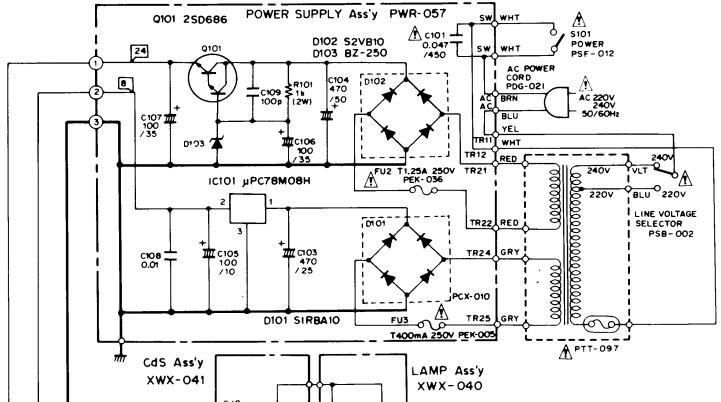 POWER SUPPLY Ass'y PWR-057
Q101 2SD686
SW WHT
C101
0.047
/450
S101
POWER
PSF-012
SW WHT
24
Q101
D102 S2VB10
D103 BZ-250
AC POWER
CORD
PDG-021
1
8
2
3
C109
100p
R101
1k
(2W)
C104
470
/50
D102
AC BRN
AC BLU
AC 220V
240V
50/60Hz
C107
100
/35
D103
C106
100
/35
YEL
TR11 WHT
TR12 RED
TR21
FU2 T1.25A 250V
PEK-036
240V
VLT
240V
220V
BLU
220V
IC101 μPC78M08H
2
1
3
D101
TR22 RED
LINE VOLTAGE
SELECTOR
PSB-002
TR24 GRY
C108
0.01
C105
100
/10
C103
470
/25
PCX-010
D101 S1RBA10
FU3
TR25 GRY
T400mA 250V PEK-005
PTT-097
CdS Ass'y
XWX-041
LAMP Ass'y
XWX-040